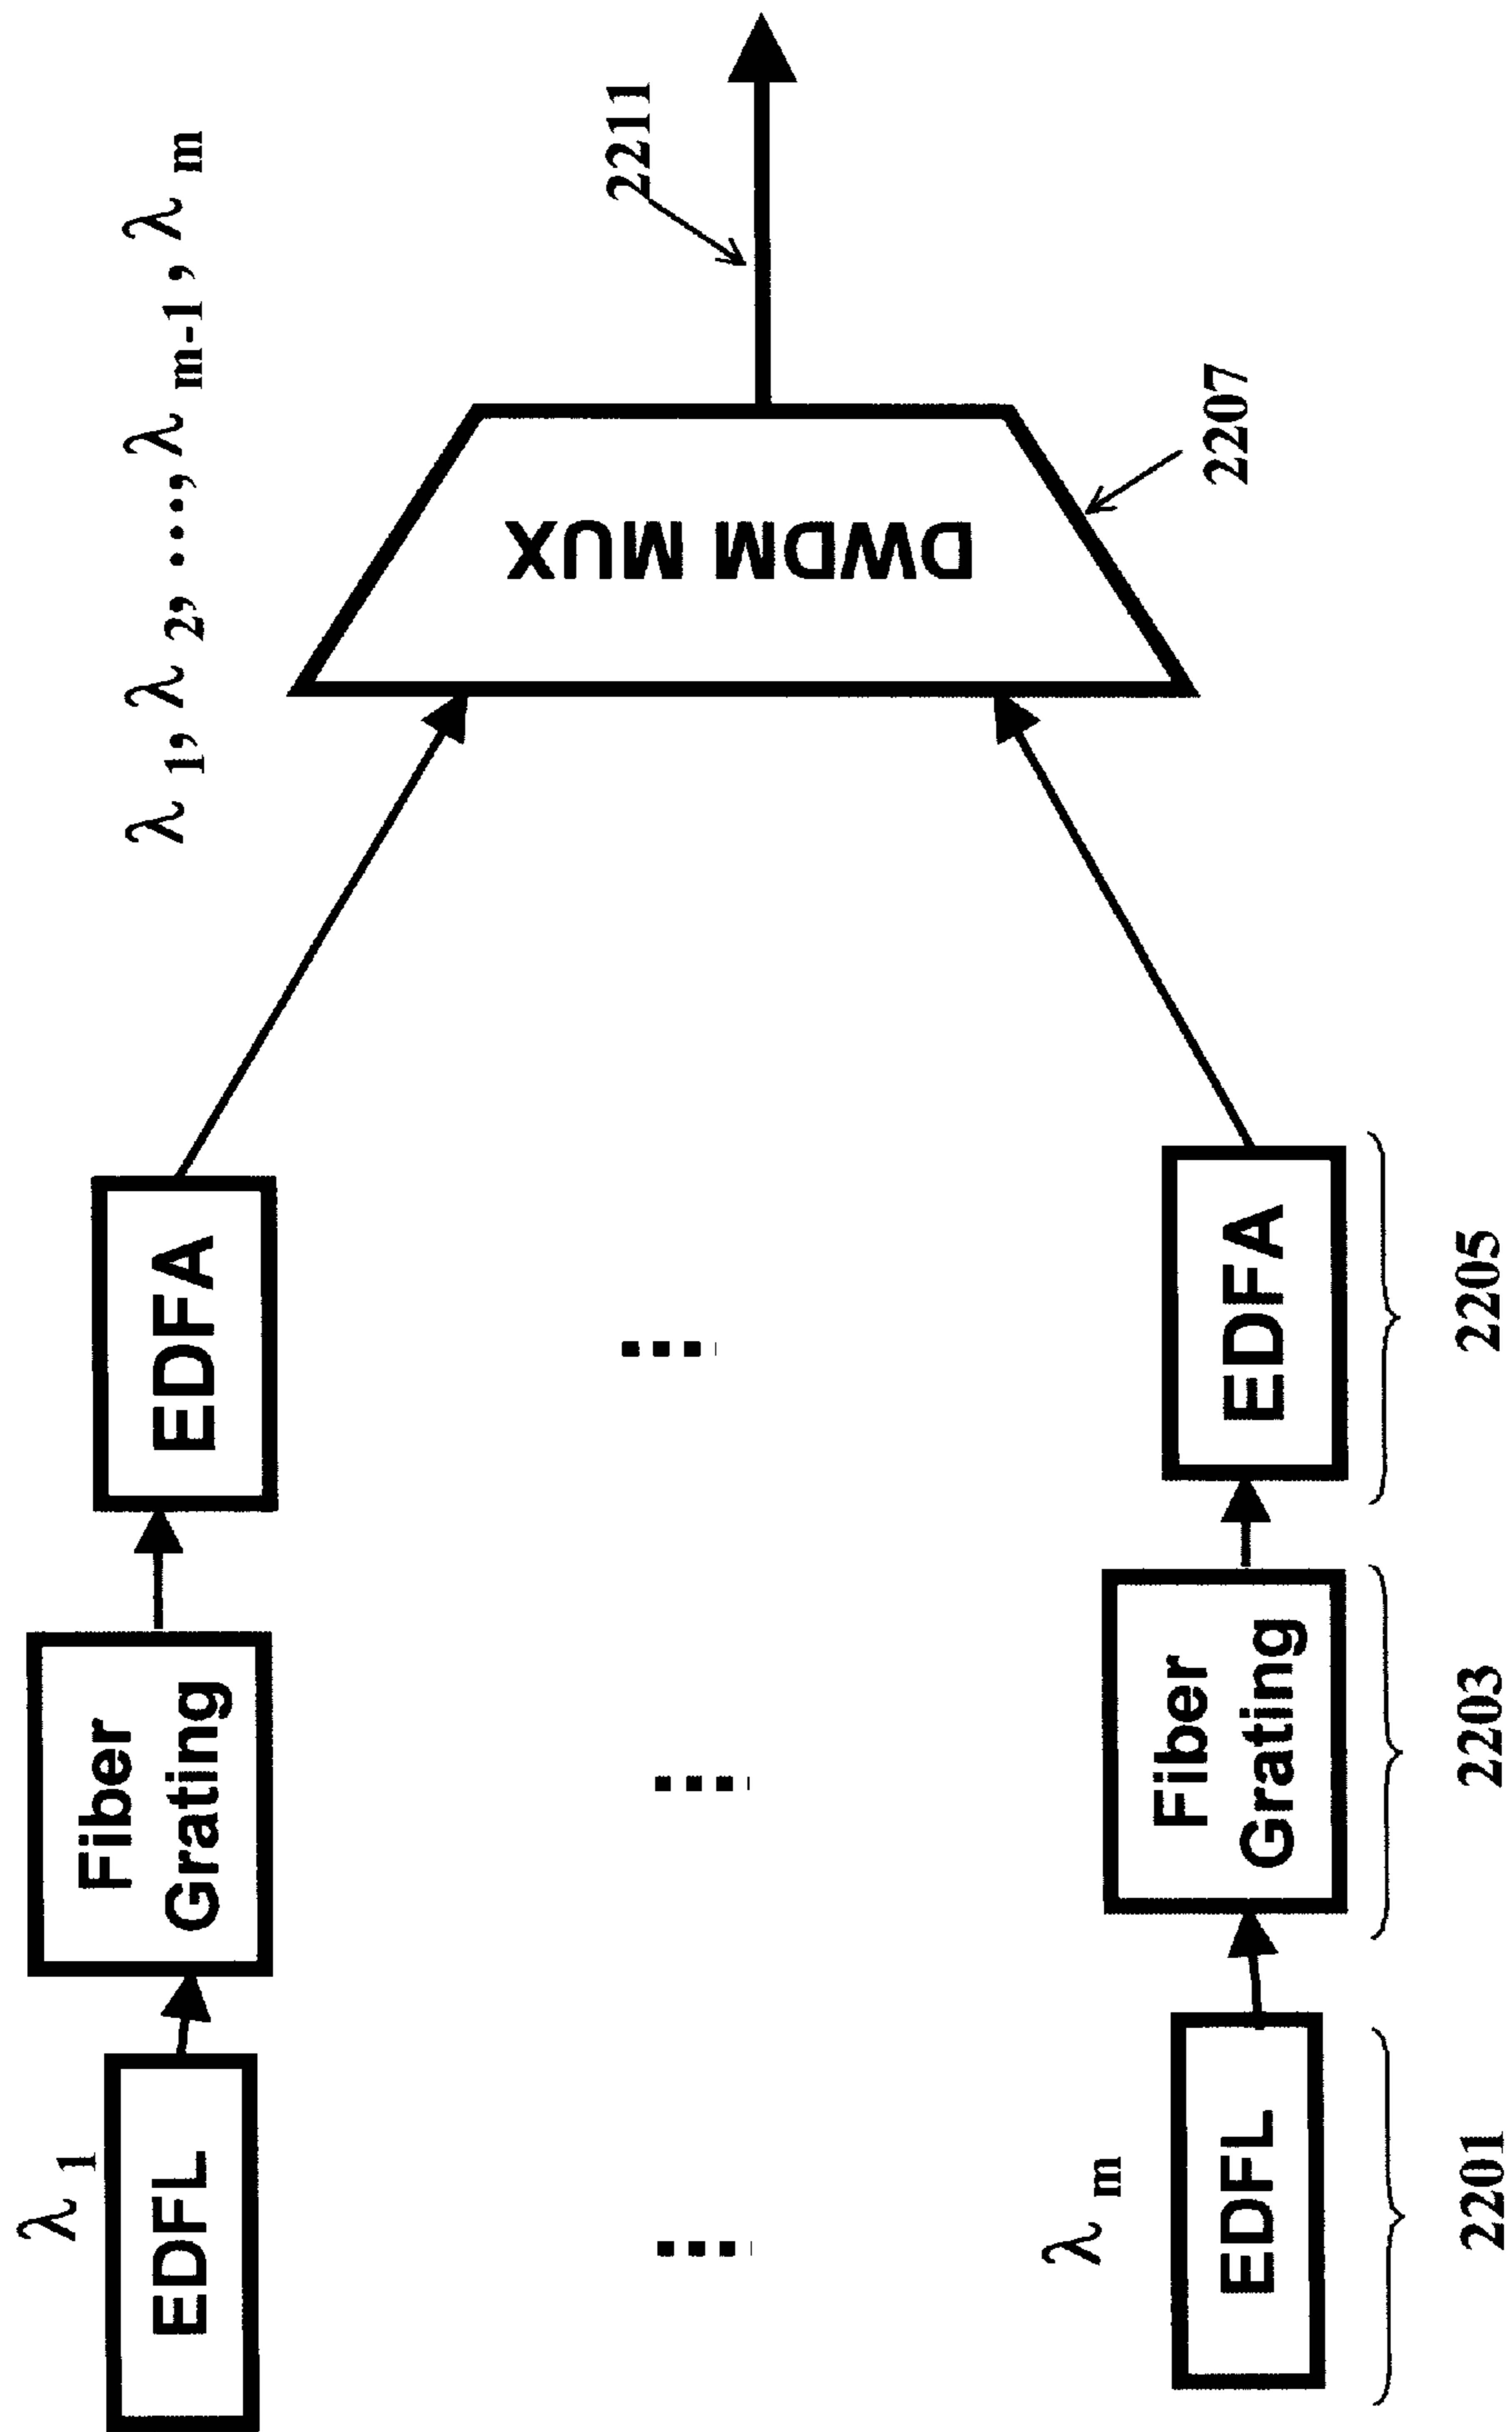 λ 1, λ 2, ..., λ m-1, λ m
λ 1
EDFL
Fiber
Grating
EDFA
DWDM MUX
2211
2207
λ m
EDFL
Fiber
Grating
EDFA
2201
2203
2205